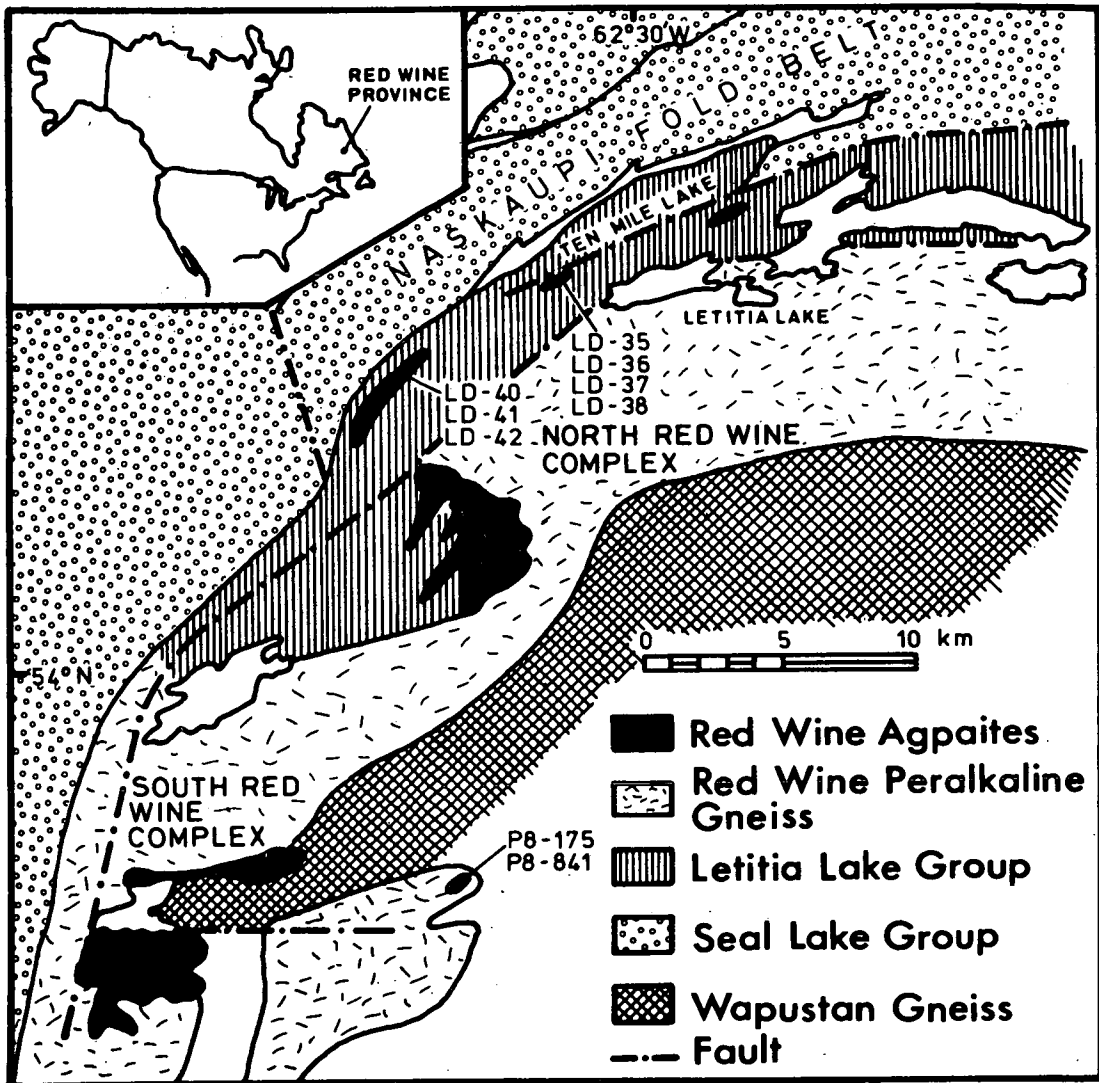 62°30'W
RED WINE
PROVINCE
NASKAUPI FOLD BELT
TEN MILE LAKE
LETITIA LAKE
LD-35
LD-36
LD-37
LD-38
LD-40
LD-41
LD-42
NORTH RED WINE
COMPLEX
0 5 10 km
54°N
SOUTH RED
WINE
COMPLEX
P8-175
P8-841
Red Wine Agpaites
Red Wine Peralkaline
Gneiss
Letitia Lake Group
Seal Lake Group
Wapustan Gneiss
Fault